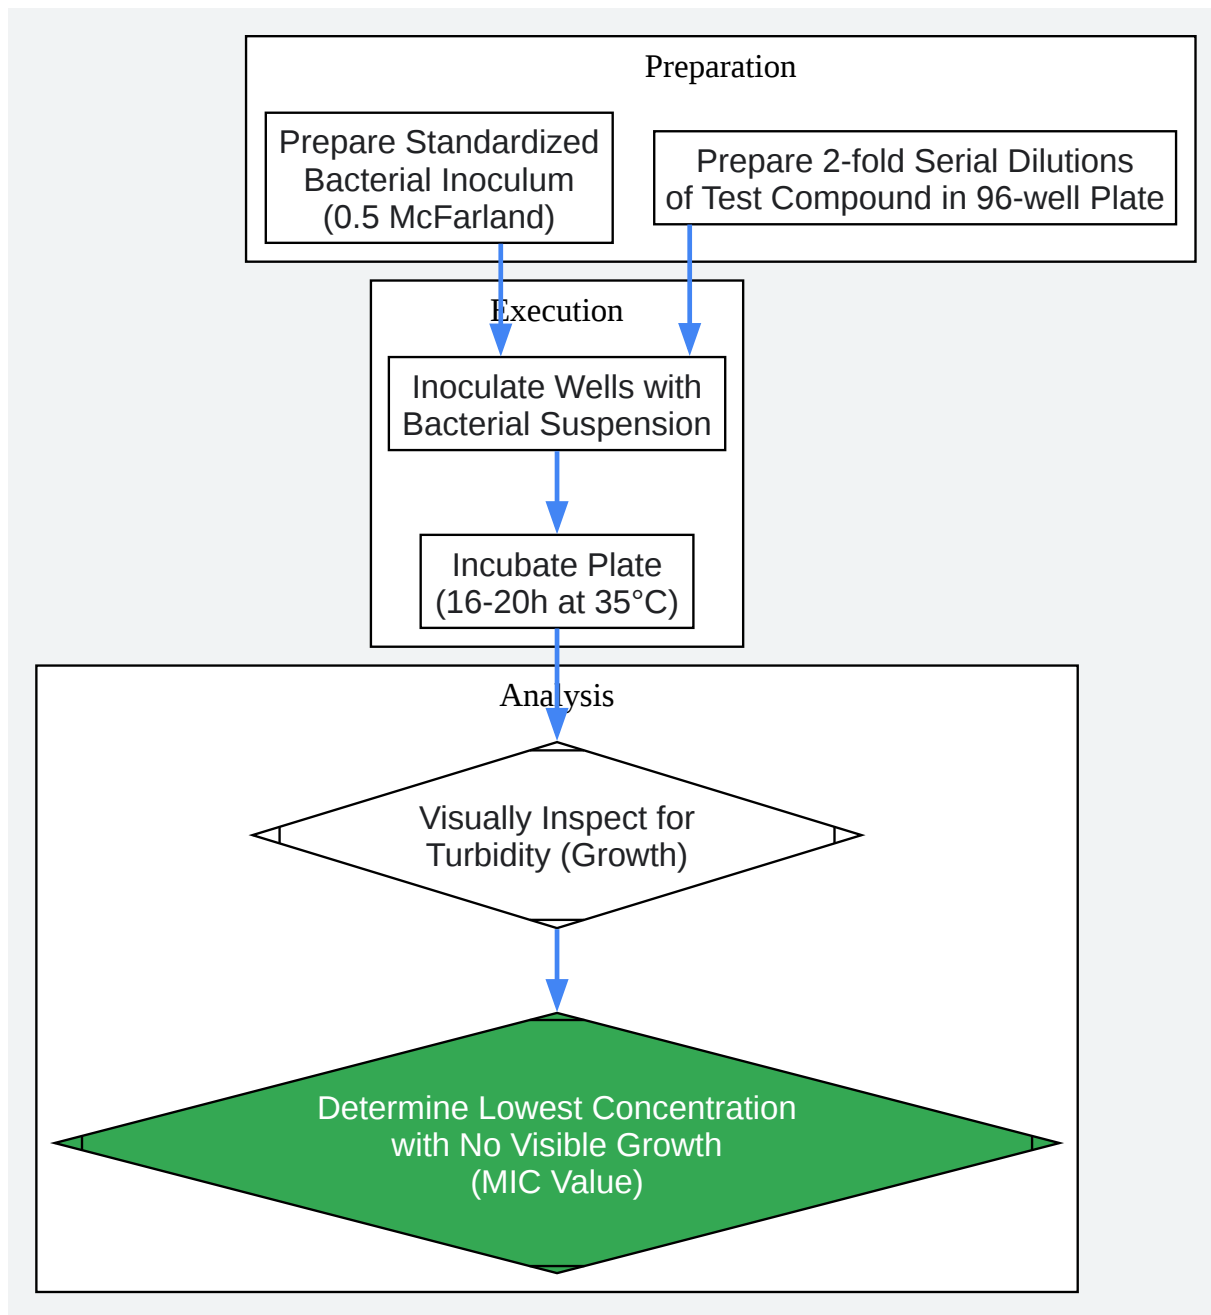 Preparation
Prepare Standardized
Bacterial Inoculum
(0.5 McFarland)
Prepare 2-fold Serial Dilutions
of Test Compound in 96-well Plate
Execution
Inoculate Wells with
Bacterial Suspension
Incubate Plate
(16-20h at 35°C)
Analysis
Visually Inspect for
Turbidity (Growth)
Determine Lowest Concentration
with No Visible Growth
(MIC Value)